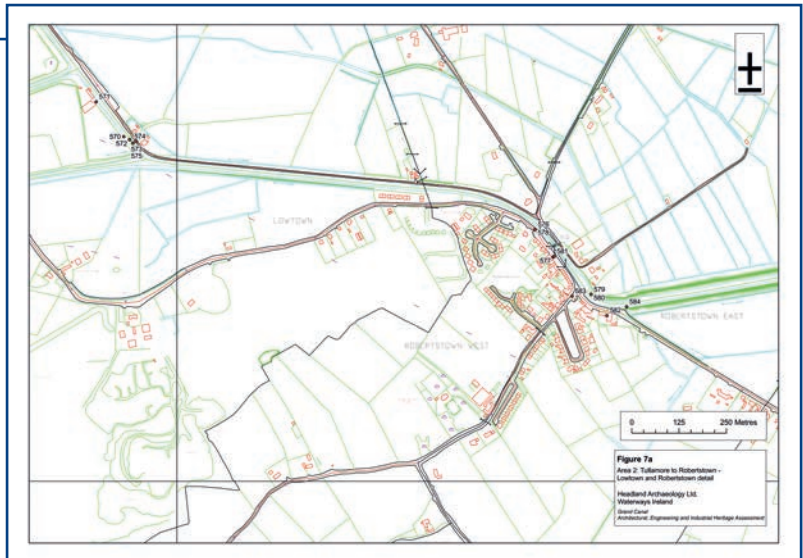 571
570
574
572
573
575
LOWTOWN
578
581
577
583
579
580
584
582
ROBERTSTOWN EAST
ROBERTSTOWN WEST
0 125 250 Metres
Figure 7a
Area 2: Tullamore to Robertstown -
Lowtown and Robertstown detail
Headland Archaeology Ltd.
Waterways Ireland
Grand Canal
Architectural, Engineering and Industrial Heritage Assessment